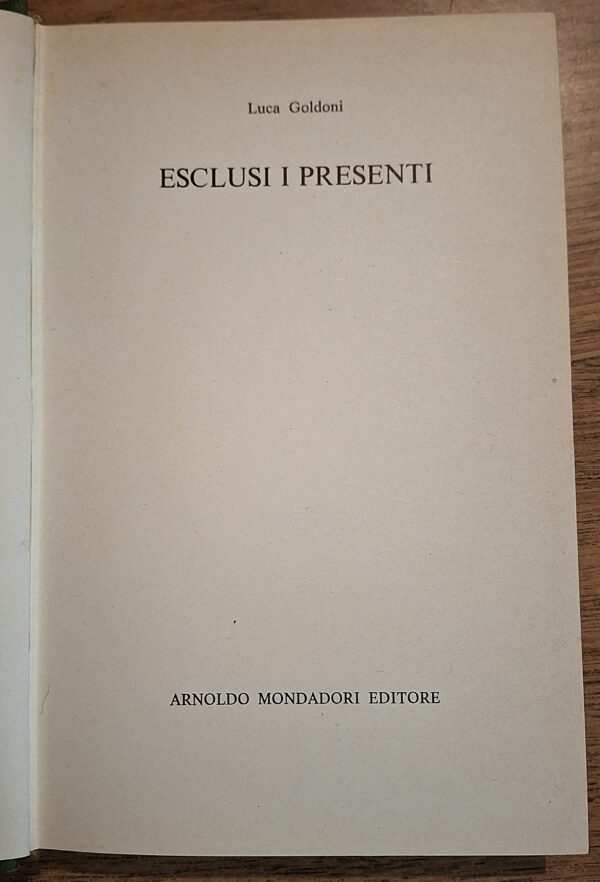 Luca Goldoni
ESCLUSI I PRESENTI
ARNOLDO MONDADORI EDITORE